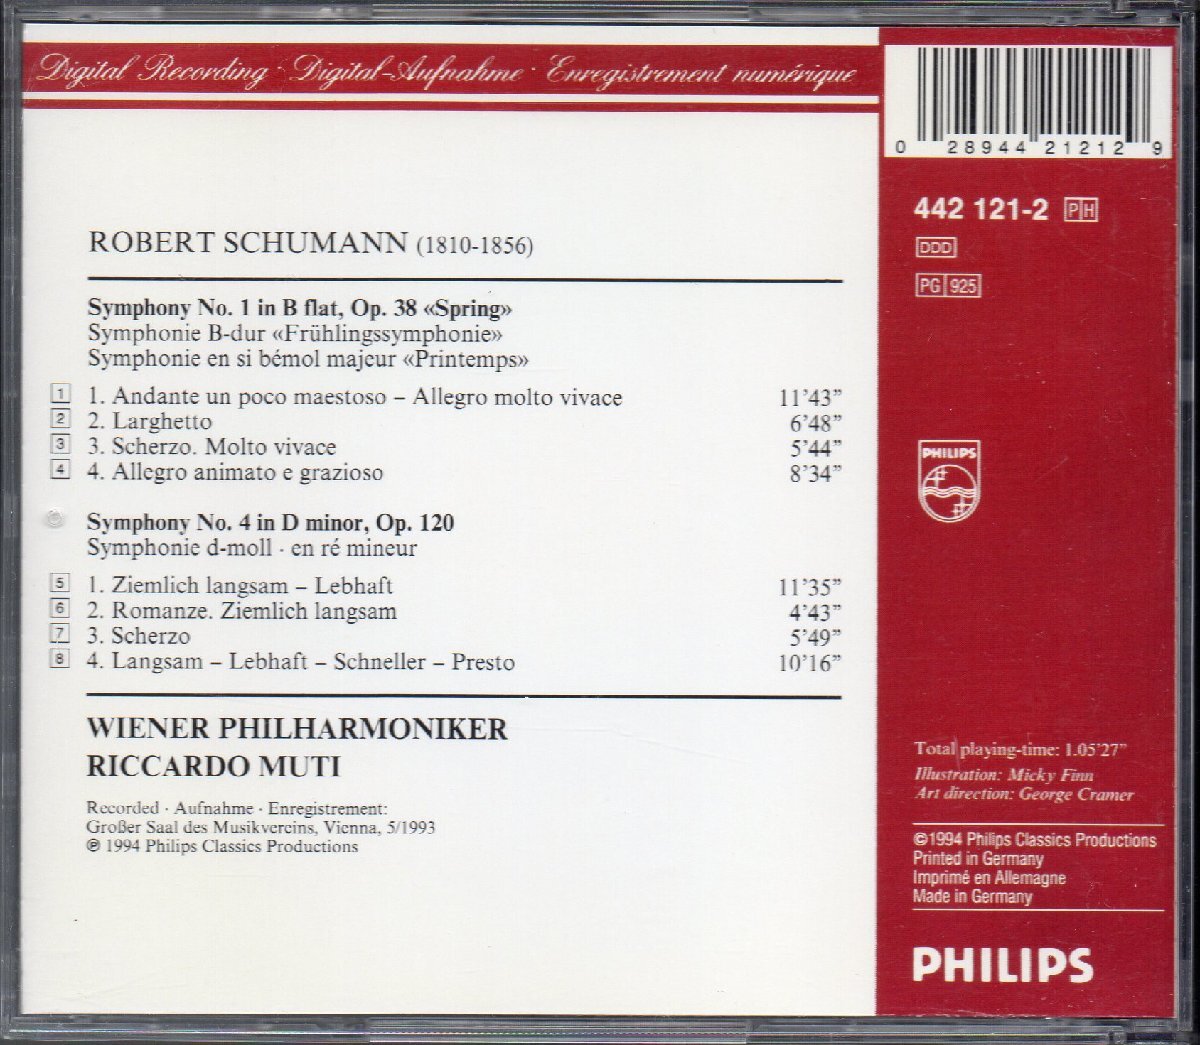 Digital Recording · Digital-Aufnahme · Enregistrement numérique
0 28944 21212 9
442 121-2 PH
DDD
PG 925
ROBERT SCHUMANN (1810-1856)
Symphony No. 1 in B flat, Op. 38 «Spring»
Symphonie B-dur «Frühlingssymphonie»
Symphonie en si bémol majeur «Printemps»
1 1. Andante un poco maestoso – Allegro molto vivace 11'43”
2 2. Larghetto 6'48”
3 3. Scherzo. Molto vivace 5'44”
4 4. Allegro animato e grazioso 8'34”
Symphony No. 4 in D minor, Op. 120
Symphonie d-moll · en ré mineur
5 1. Ziemlich langsam – Lebhaft 11'35”
6 2. Romanze. Ziemlich langsam 4'43”
7 3. Scherzo 5'49”
8 4. Langsam – Lebhaft – Schneller – Presto 10'16”
WIENER PHILHARMONIKER
RICCARDO MUTI
Recorded · Aufnahme · Enregistrement:
Großer Saal des Musikvereins, Vienna, 5/1993
℗ 1994 Philips Classics Productions
PHILIPS
Total playing-time: 1.05'27”
Illustration: Micky Finn
Art direction: George Cramer
©1994 Philips Classics Productions
Printed in Germany
Imprimé en Allemagne
Made in Germany
PHILIPS